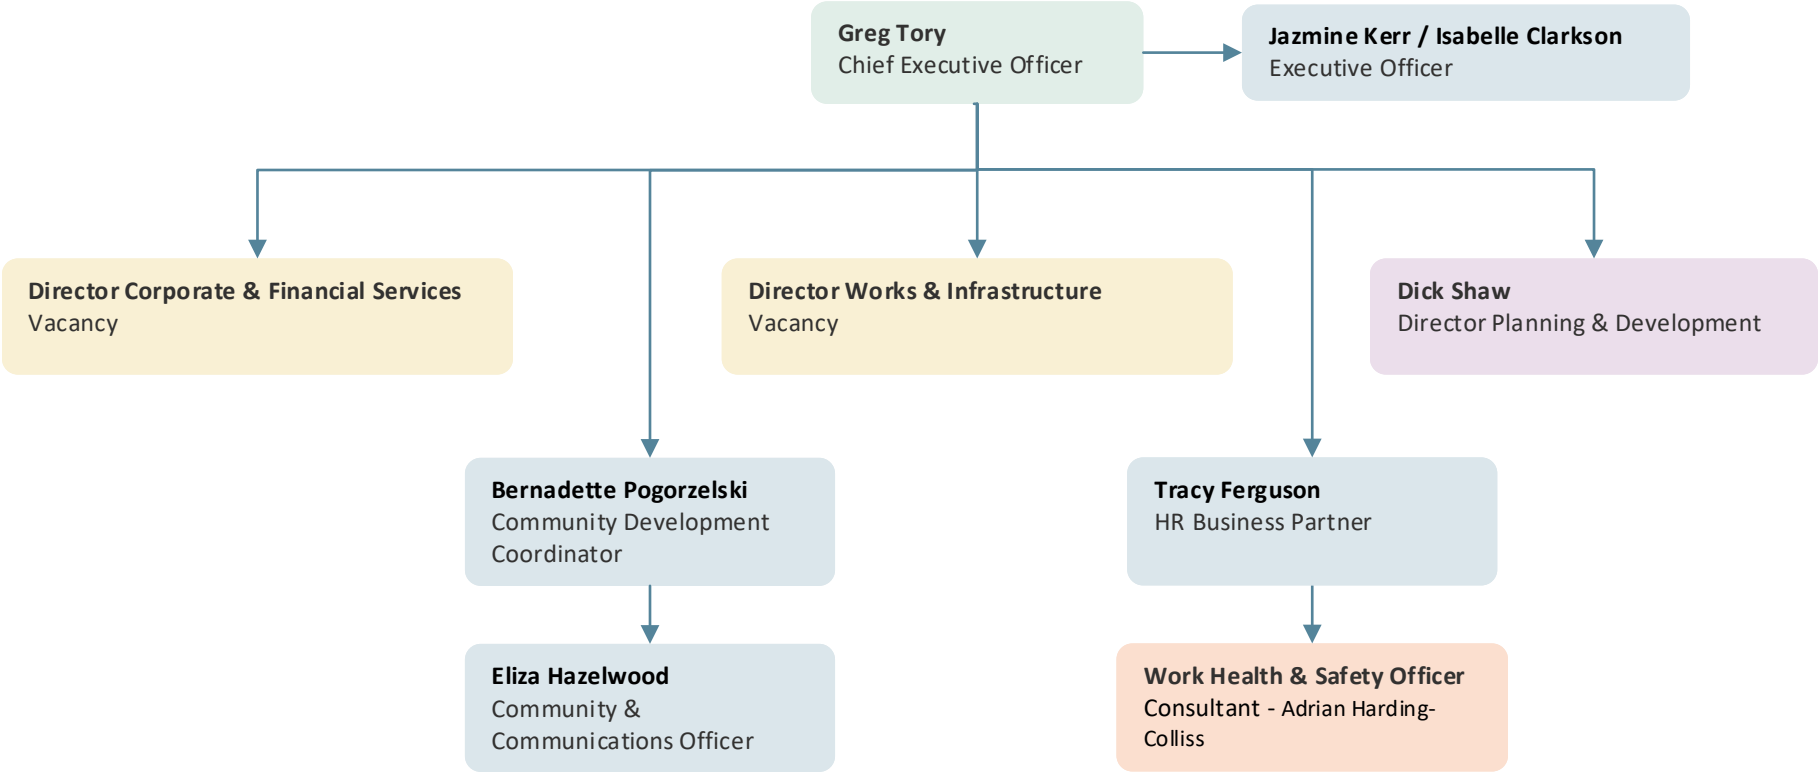 Greg Tory
Chief Executive Officer
Jazmine Kerr / Isabelle Clarkson
Executive Officer
Director Corporate & Financial Services
Vacancy
Director Works & Infrastructure
Vacancy
Dick Shaw
Director Planning & Development
Bernadette Pogorzelski
Community Development
Coordinator
Tracy Ferguson
HR Business Partner
Eliza Hazelwood
Community &
Communications Officer
Work Health & Safety Officer
Consultant - Adrian Harding-
Colliss